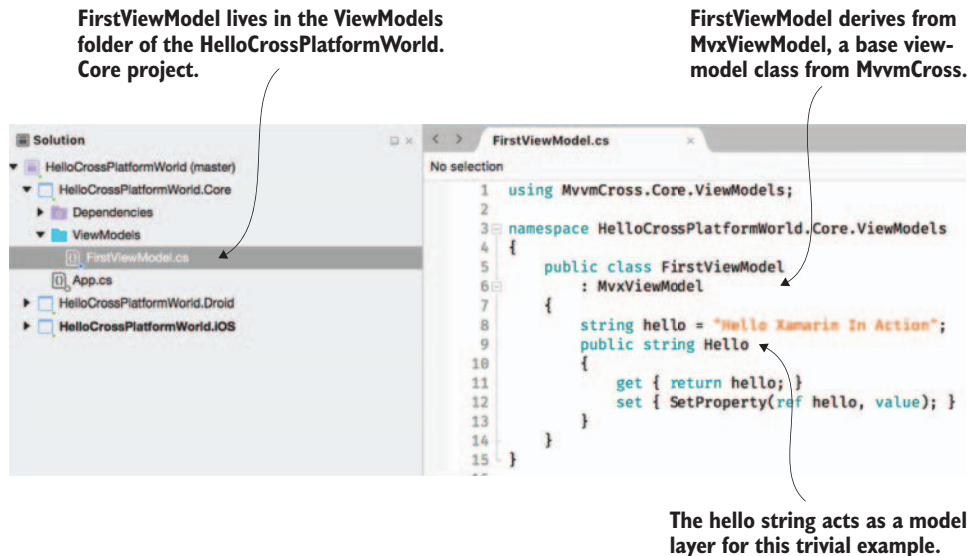 FirstViewModel lives in the ViewModels
folder of the HelloCrossPlatformWorld.
Core project.
FirstViewModel derives from
MvxViewModel, a base view-
model class from MvvmCross.
Solution
HelloCrossPlatformWorld (master)
HelloCrossPlatformWorld.Core
Dependencies
ViewModels
FirstViewModel.cs
App.cs
HelloCrossPlatformWorld.Droid
HelloCrossPlatformWorld.iOS
FirstViewModel.cs
No selection
1 using MvvmCross.Core.ViewModels;
2
3 namespace HelloCrossPlatformWorld.Core.ViewModels
4 {
5 public class FirstViewModel
6 : MvxViewModel
7 {
8 string hello = "Hello Xamarin In Action";
9 public string Hello
10 {
11 get { return hello; }
12 set { SetProperty(ref hello, value); }
13 }
14 }
15 }
The hello string acts as a model
layer for this trivial example.